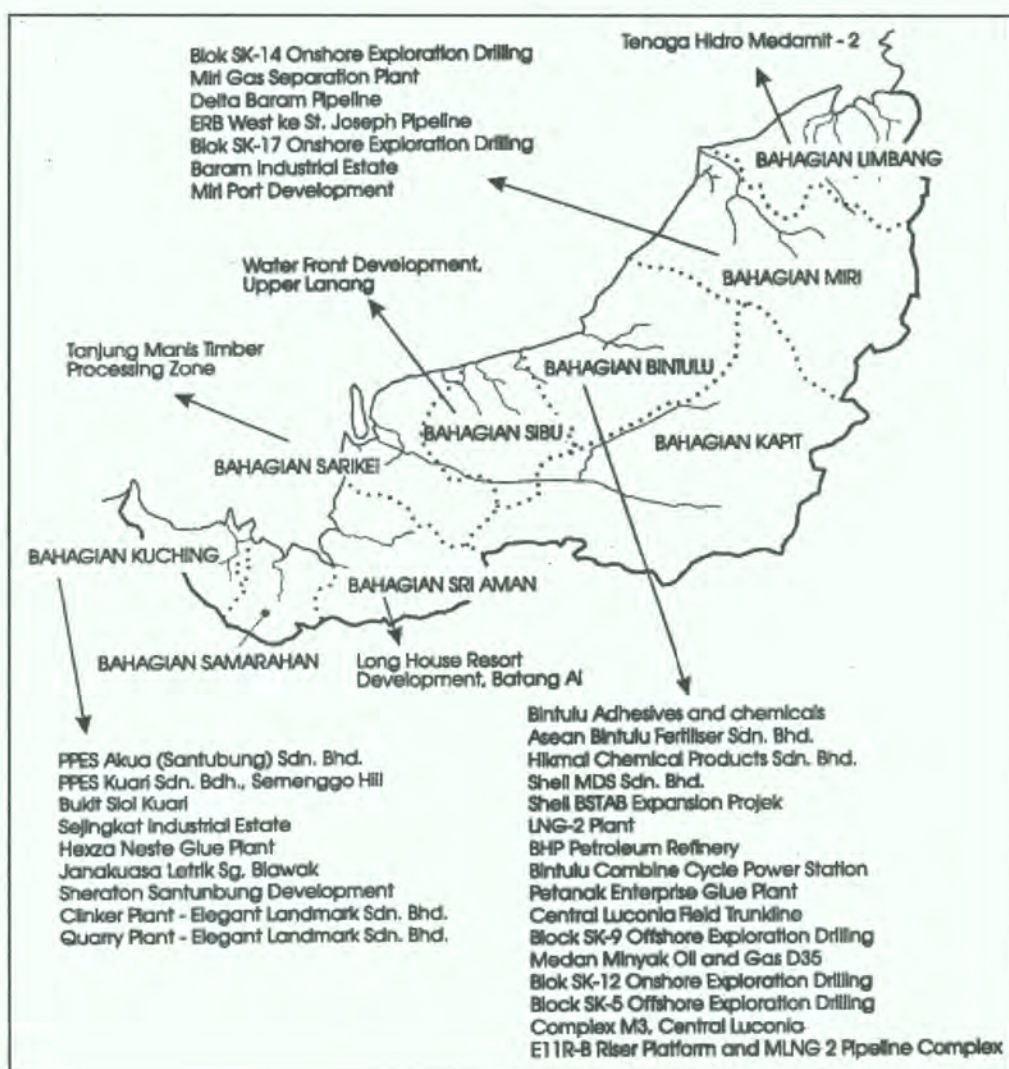 Blok SK-14 Onshore Exploration Drilling
Miri Gas Separation Plant
Delta Baram Pipeline
ERB West ke St. Joseph Pipeline
Blok SK-17 Onshore Exploration Drilling
Baram Industrial Estate
Miri Port Development
Tenaga Hidro Medamit - 2
BAHAGIAN LIMBANG
BAHAGIAN MIRI
Water Front Development,
Upper Lanang
Tanjung Manis Timber
Processing Zone
BAHAGIAN BINTULU
BAHAGIAN SIBU
BAHAGIAN KAPIT
BAHAGIAN SARIKEI
BAHAGIAN KUCHING
BAHAGIAN SRI AMAN
BAHAGIAN SAMARAHAN
Long House Resort
Development, Batang Ai
PPES Akua (Santubung) Sdn. Bhd.
PPES Kuari Sdn. Bdh., Semenggo Hill
Bukit Siol Kuari
Sejingkat Industrial Estate
Hexza Neste Glue Plant
Janakuasa Letrik Sg. Biawak
Sheraton Santunbung Development
Clinker Plant - Elegant Landmark Sdn. Bhd.
Quarry Plant - Elegant Landmark Sdn. Bhd.
Bintulu Adhesives and chemicals
Asean Bintulu Fertiliser Sdn. Bhd.
Hikmal Chemical Products Sdn. Bhd.
Shell MDS Sdn. Bhd.
Shell BSTAB Expansion Projek
LNG-2 Plant
BHP Petroleum Refinery
Bintulu Combine Cycle Power Station
Petanak Enterprise Glue Plant
Central Luconia Field Trunkline
Block SK-9 Offshore Exploration Drilling
Medan Minyak Oil and Gas D35
Blok SK-12 Onshore Exploration Drilling
Block SK-5 Offshore Exploration Drilling
Complex M3, Central Luconia
E11R-B Riser Platform and MLNG 2 Pipeline Complex